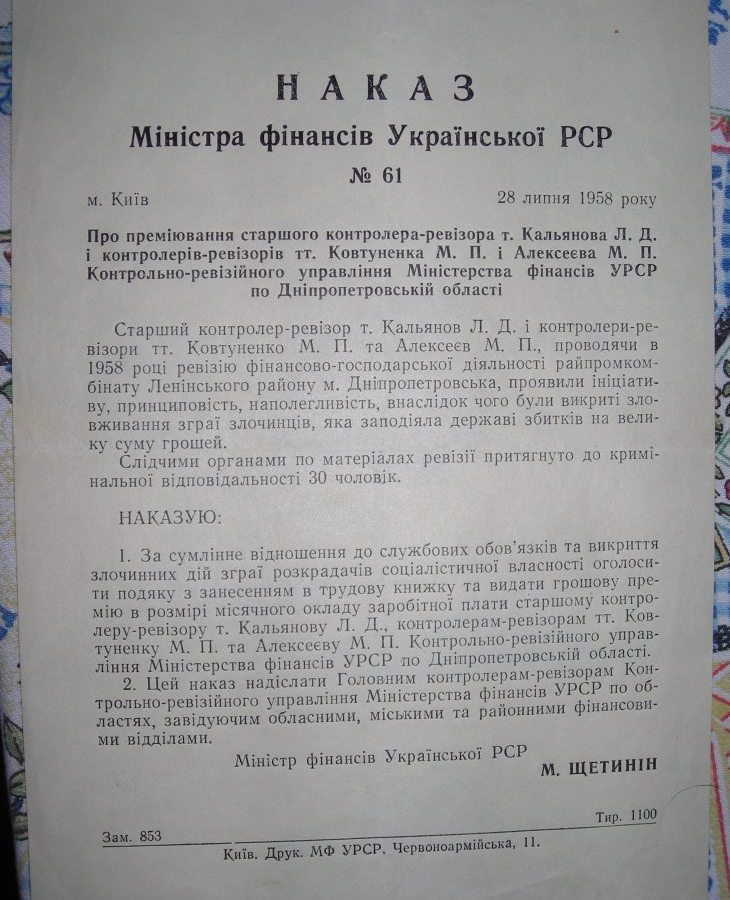 НАКАЗ
Міністра фінансів Української РСР
№ 61
м. Київ 28 липня 1958 року
Про преміювання старшого контролера-ревізора т. Кальянова Л. Д.
і контролерів-ревізорів тт. Ковтуненка М. П. і Алексеєва М. П.
Контрольно-ревізійного управління Міністерства фінансів УРСР
по Дніпропетровській області
Старший контролер-ревізор т. Кальянов Л. Д. і контролери-ре-
візори тт. Ковтуненко М. П. та Алексеєв М. П., проводячи в
1958 році ревізію фінансово-господарської діяльності райпромком-
бінату Ленінського району м. Дніпропетровська, проявили ініціати-
ву, принциповість, наполегливість, внаслідок чого були викриті зло-
вживання зграї злочинців, яка заподіяла державі збитків на вели-
ку суму грошей.
Слідчими органами по матеріалах ревізії притягнуто до кримі-
нальної відповідальності 30 чоловік.
НАКАЗУЮ:
1. За сумлінне відношення до службових обов'язків та викриття
злочинних дій зграї розкрадачів соціалістичної власності оголоси-
ти подяку з занесенням в трудову книжку та видати грошову пре-
мію в розмірі місячного окладу заробітної плати старшому контро-
леру-ревізору т. Кальянову Л. Д., контролерам-ревізорам тт. Ков-
туненку М. П. та Алексеєву М. П. Контрольно-ревізійного управ-
ління Міністерства фінансів УРСР по Дніпропетровській області.
2. Цей наказ надіслати Головним контролерам-ревізорам Кон-
трольно-ревізійного управління Міністерства фінансів УРСР по об-
ластях, завідуючим обласними, міськими та районними фінансови-
ми відділами.
Міністр фінансів Української РСР
М. ЩЕТИНІН
Зам. 853 Тир. 1100
Київ. Друк. МФ УРСР. Червоноармійська, 11.